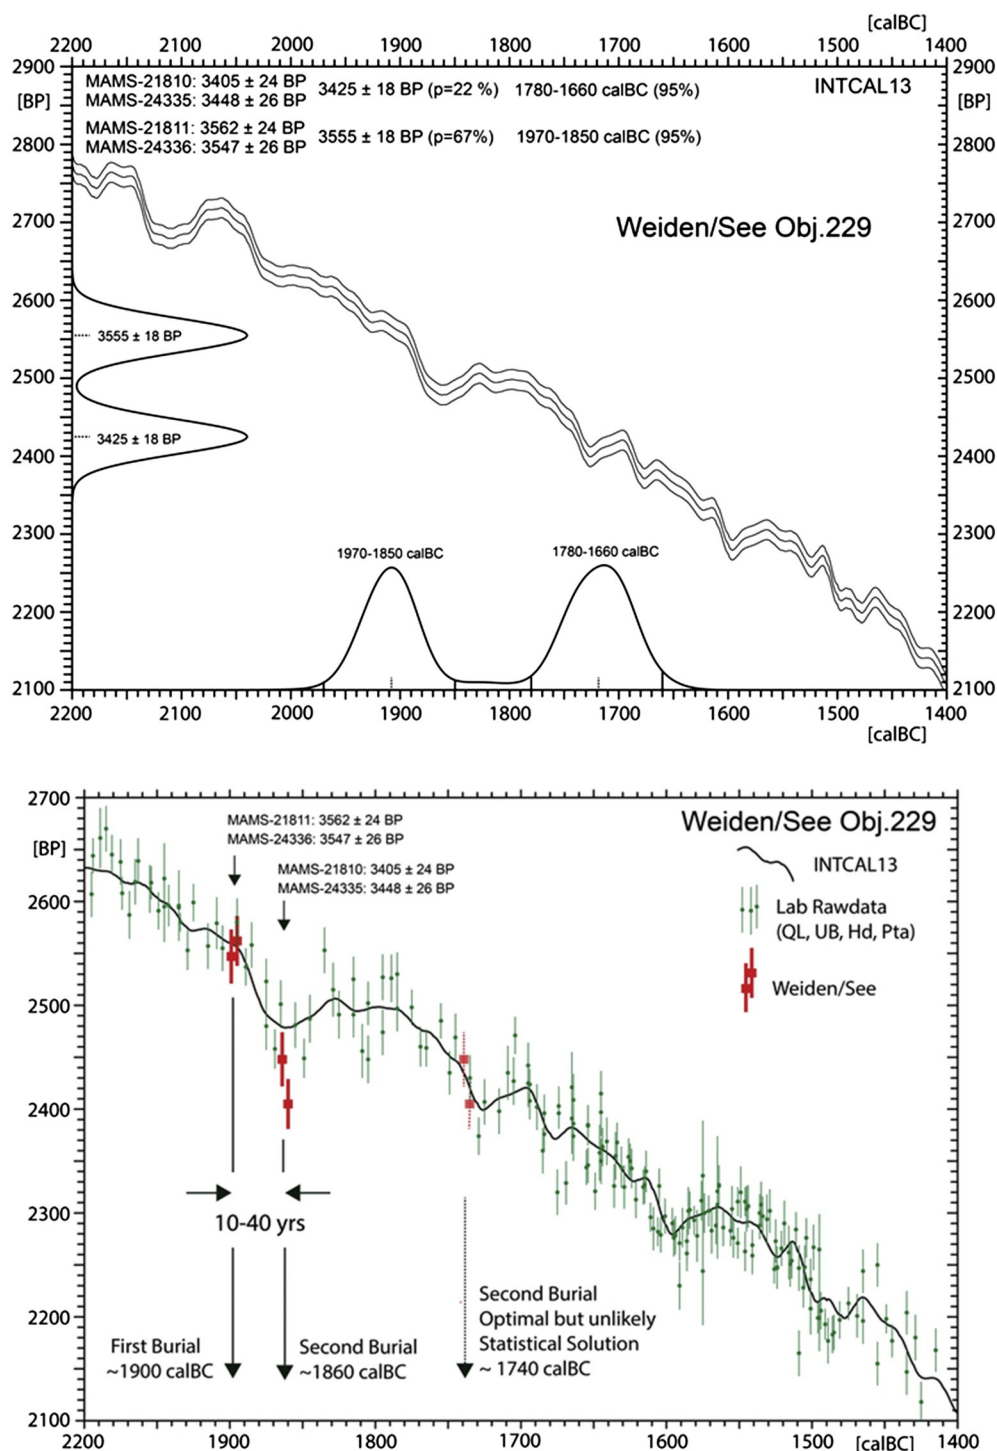 [calBC]
2200 2100 2000 1900 1800 1700 1600 1500 1400
2900 2900
MAMS-21810: 3405 ± 24 BP
MAMS-24335: 3448 ± 26 BP
3425 ± 18 BP (p=22 %) 1780-1660 calBC (95%)
INTCAL13
[BP] [BP]
MAMS-21811: 3562 ± 24 BP
MAMS-24336: 3547 ± 26 BP
3555 ± 18 BP (p=67%) 1970-1850 calBC (95%)
2800 2800
2700 2700
Weiden/See Obj.229
2600 2600
3555 ± 18 BP
2500 2500
3425 ± 18 BP
2400 2400
2300 2300
1970-1850 calBC 1780-1660 calBC
2200 2200
2100 2100
2200 2100 2000 1900 1800 1700 1600 1500 1400
[calBC]
2700
MAMS-21811: 3562 ± 24 BP
MAMS-24336: 3547 ± 26 BP
Weiden/See Obj.229
[BP]
MAMS-21810: 3405 ± 24 BP
MAMS-24335: 3448 ± 26 BP
INTCAL13
2600
Lab Rawdata
(QL, UB, Hd, Pta)
Weiden/See
2500
2400
2300
10-40 yrs
2200
First Burial
~1900 calBC
Second Burial
~1860 calBC
Second Burial
Optimal but unlikely
Statistical Solution
~ 1740 calBC
2100
2200 1900 1800 1700 1600 1500 1400
[calBC]